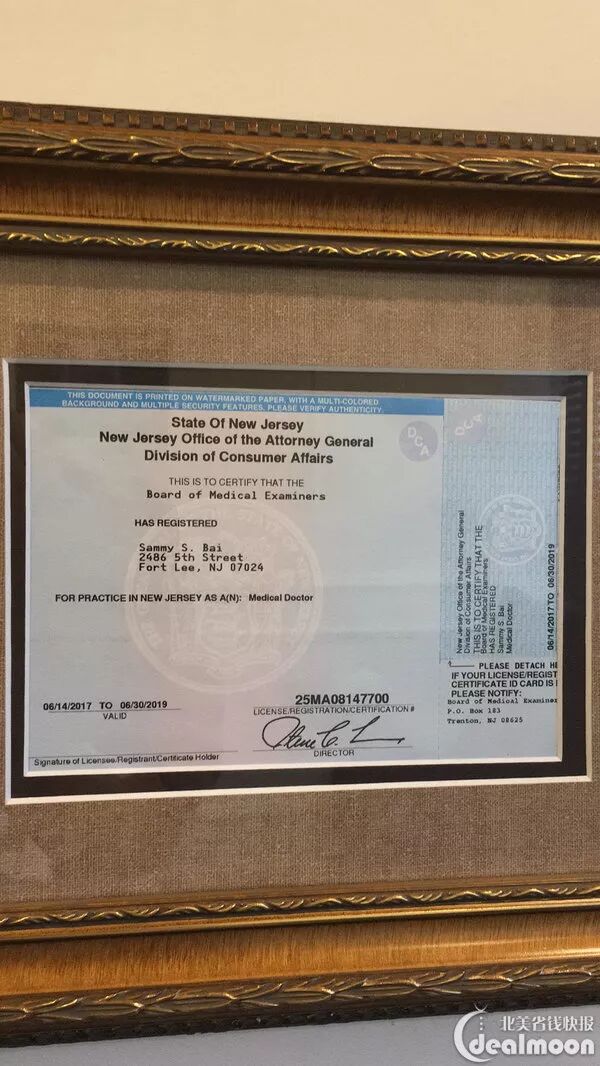 THIS DOCUMENT IS PRINTED ON WATERMARKED PAPER, WITH A MULTI-COLORED
BACKGROUND AND MULTIPLE SECURITY FEATURES, PLEASE VERIFY AUTHENTICITY.
State Of New Jersey
New Jersey Office of the Attorney General
Division of Consumer Affairs
DCA
THIS IS TO CERTIFY THAT THE
Board of Medical Examiners
HAS REGISTERED
Sammy S. Bai
2486 5th Street
Fort Lee, NJ 07024
FOR PRACTICE IN NEW JERSEY AS A(N): Medical Doctor
06/14/2017 TO 06/30/2019
VALID
25MA08147700
LICENSE/REGISTRATION/CERTIFICATION #
DIRECTOR
Signature of Licensee/Registrant/Certificate Holder
DCA
New Jersey Office of the Attorney General
Division of Consumer Affairs
THIS IS TO CERTIFY THAT THE
Board of Medical Examiners
HAS REGISTERED
Sammy S. Bai
Medical Doctor
06/14/2017 TO 06/30/2019
PLEASE DETACH HE
IF YOUR LICENSE/REGIST
CERTIFICATE ID CARD IS
PLEASE NOTIFY:
Board of Medical Examiner
P.O. Box 183
Trenton, NJ 08625
北美省钱快报
dealmoon